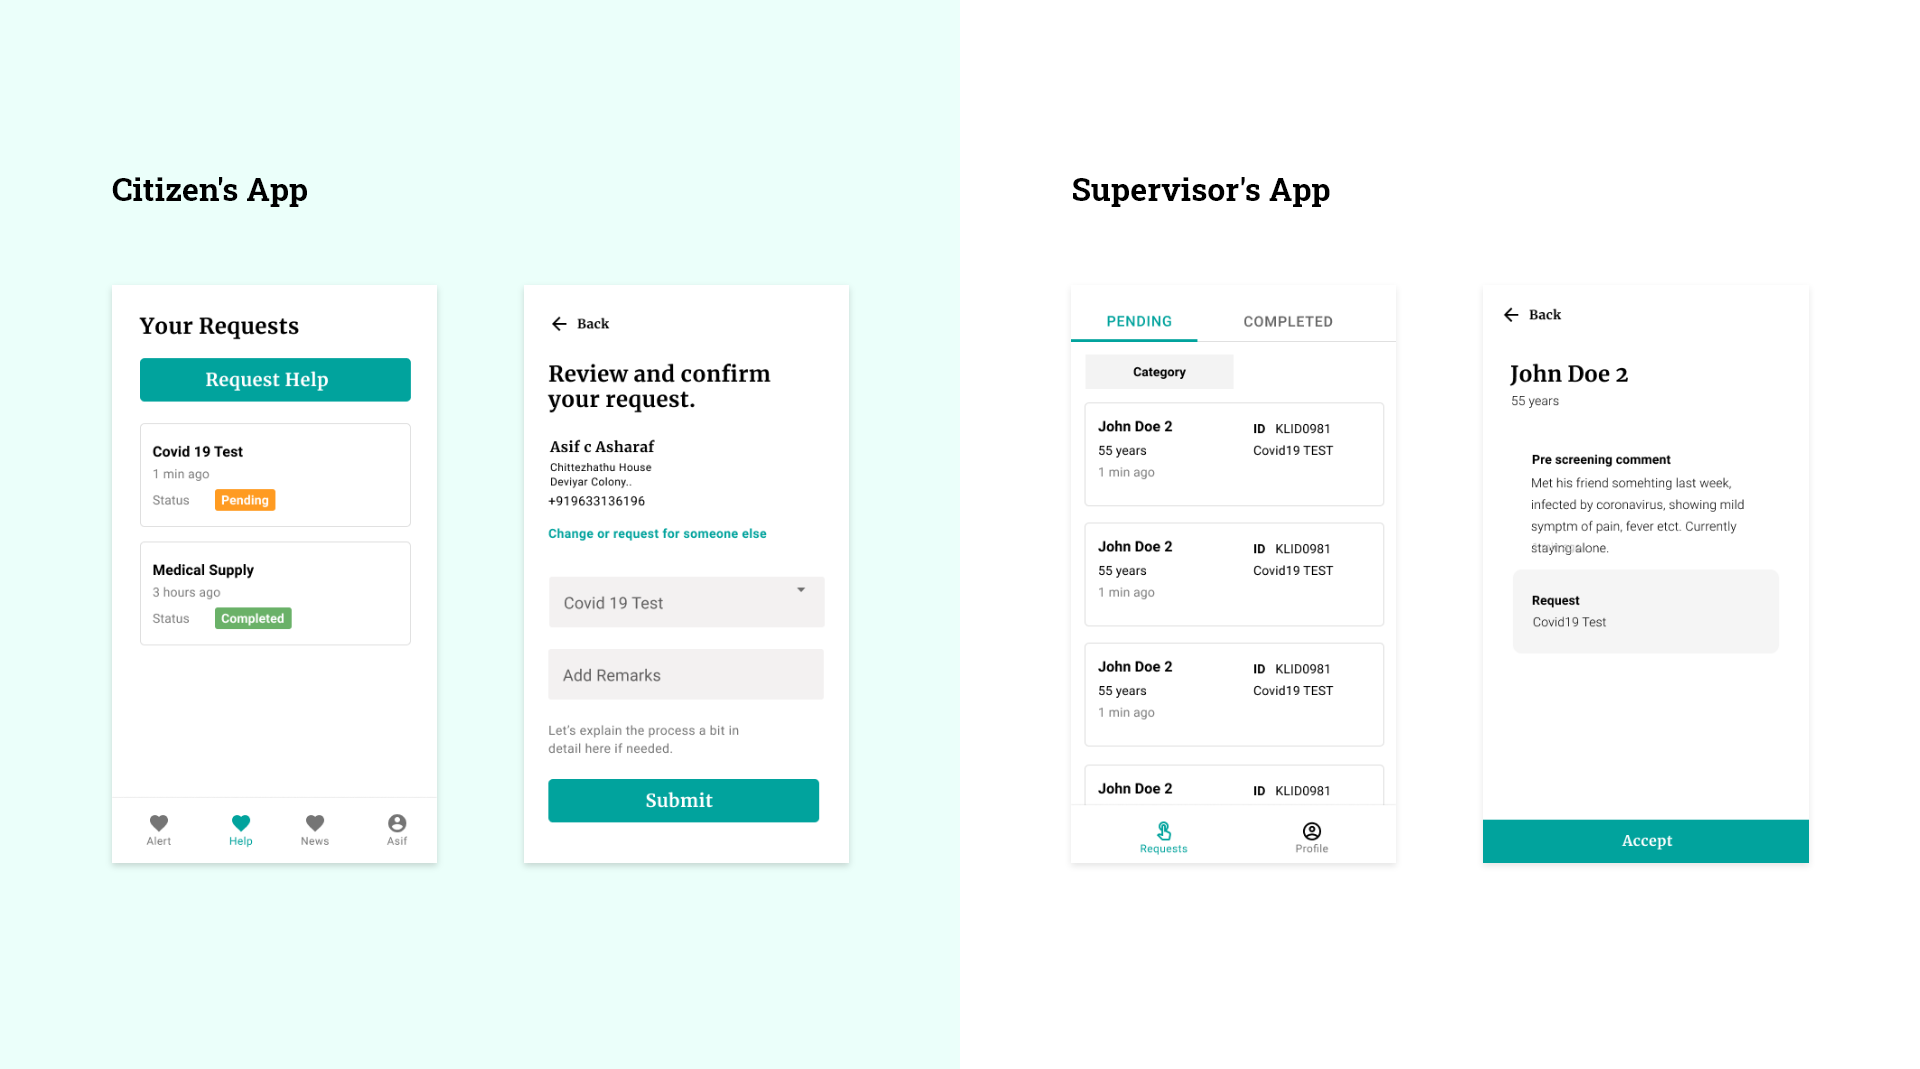 Citizen's App
Your Requests
Request Help
Covid 19 Test
1 min ago
Status Pending
Medical Supply
3 hours ago
Status Completed
Alert Help News Asif
Back
Review and confirm
your request.
Asif c Asharaf
Chittezhathu House
Deviyar Colony..
+919633136196
Change or request for someone else
Covid 19 Test
Add Remarks
Let's explain the process a bit in
detail here if needed.
Submit
Supervisor's App
PENDING COMPLETED
Category
John Doe 2 ID KLID0981
55 years Covid19 TEST
1 min ago
John Doe 2 ID KLID0981
55 years Covid19 TEST
1 min ago
John Doe 2 ID KLID0981
55 years Covid19 TEST
1 min ago
John Doe 2 ID KLID0981
Requests Profile
Back
John Doe 2
55 years
Pre screening comment
Met his friend somehting last week,
infected by coronavirus, showing mild
symptm of pain, fever etct. Currently
staying alone.
Request
Covid19 Test
Accept